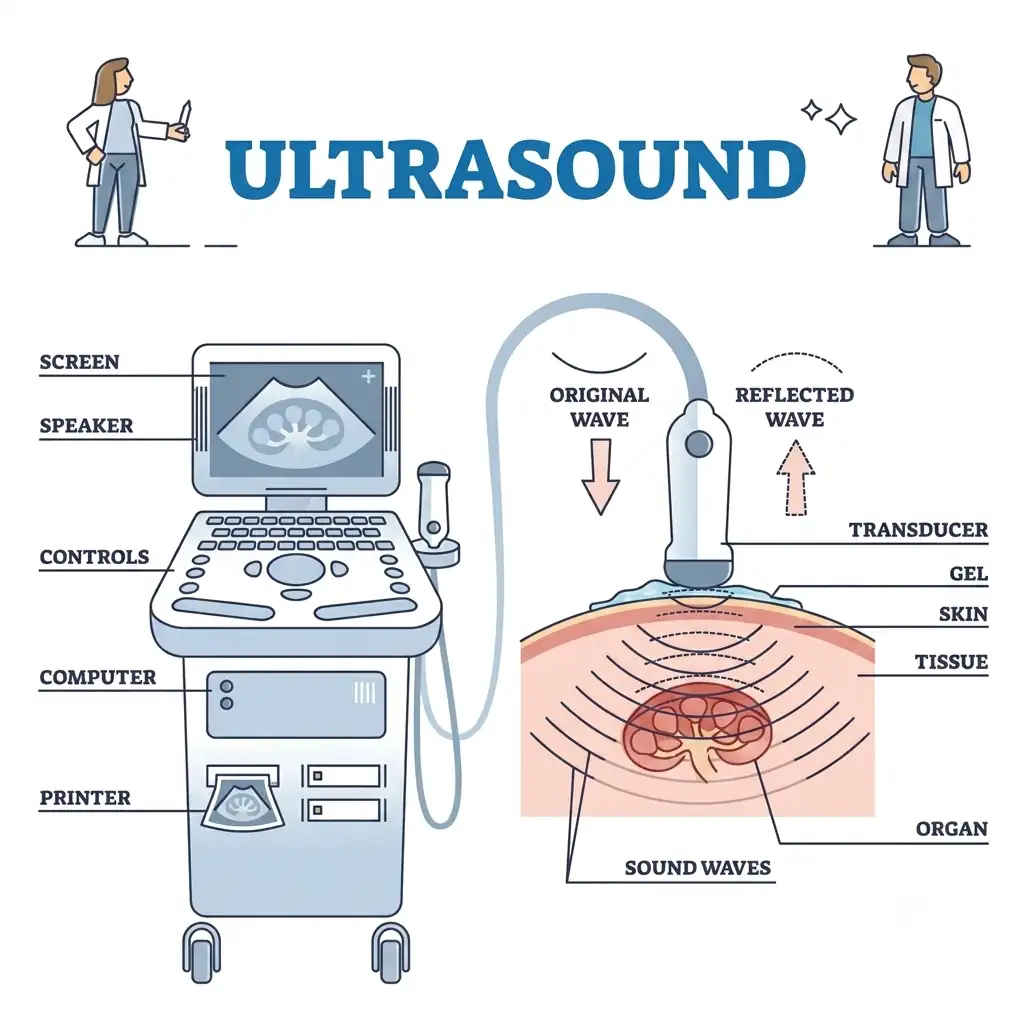 ULTRASOUND
SCREEN
SPEAKER
CONTROLS
COMPUTER
PRINTER
ORIGINAL
WAVE
REFLECTED
WAVE
TRANSDUCER
GEL
SKIN
TISSUE
ORGAN
SOUND WAVES